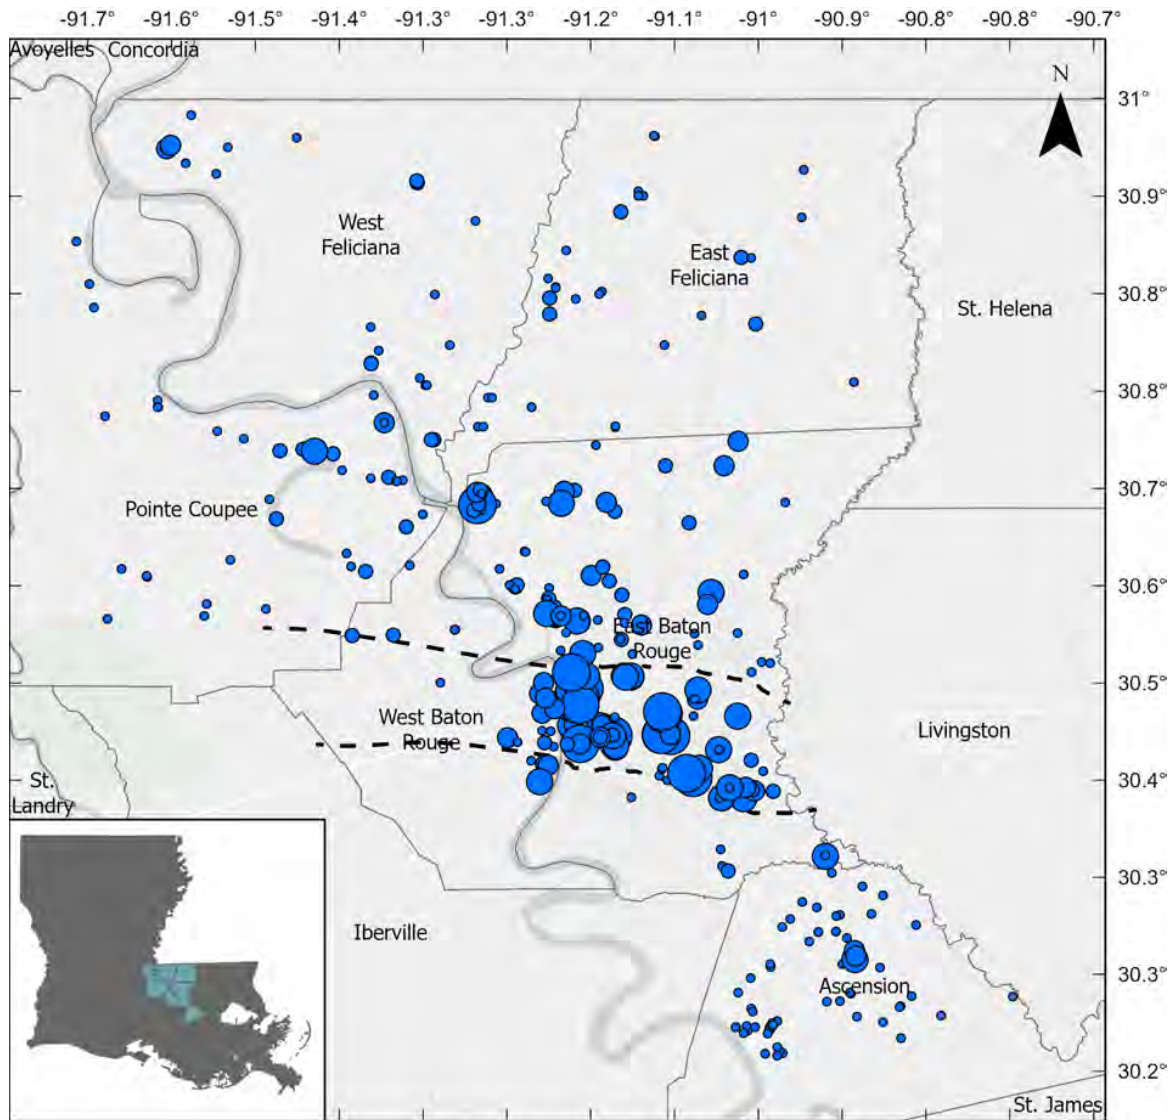 -91.7° -91.6° -91.5° -91.4° -91.3° -91.3° -91.2° -91.1° -91° -90.9° -90.8° -90.8° -90.7°
Avoyelles Concordia
N
31°
30.9°
West
Feliciana
East
Feliciana
30.8°
St. Helena
30.8°
30.7°
Pointe Coupee
30.6°
East Baton
Rouge
30.5°
West Baton
Rouge
Livingston
St.
Landry
30.4°
30.3°
Iberville
30.3°
Ascension
30.2°
St. James